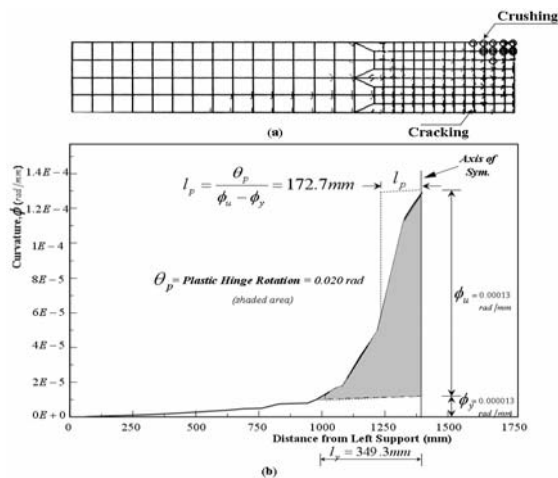 Crushing
(a)
Cracking
Curvature,ϕ (rad/mm)
1.4E-4
1.2E-4
1E-4
8E-5
6E-5
4E-5
2E-5
0E+0
l_p = θ_p / (ϕ_u − ϕ_y) = 172.7mm
l_p
Axis of
Sym.
θ_p = Plastic Hinge Rotation = 0.020 rad
(shaded area)
ϕ_u = 0.00013
rad /mm
ϕ_y = 0.000013
rad /mm
0 250 500 750 1000 1250 1500 1750
Distance from Left Support (mm)
= 349.3mm
(b)